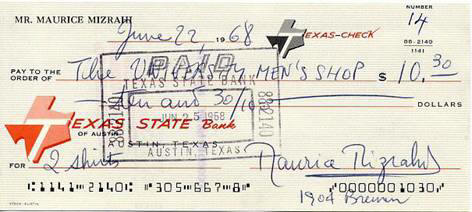 MR. MAURICE MIZRAHI
NUMBER
14
June 22 1968
TEXAS-CHECK
88-2140
1141
PAY TO THE ORDER OF The University MEN'S SHOP $ 10.30
PAID
TEXAS STATE BANK
Ten and 30/100 DOLLARS
JUN 25 1968
882140
TEXAS STATE Bank
OF AUSTIN
AUSTIN, TEXAS
AUSTIN, TEXAS
FOR 2 shirts
Maurice Mizrahi
1904 
⑆1141⑉2140⑆ ⑈305⑉667⑉8⑈ ⑈0000001030⑈